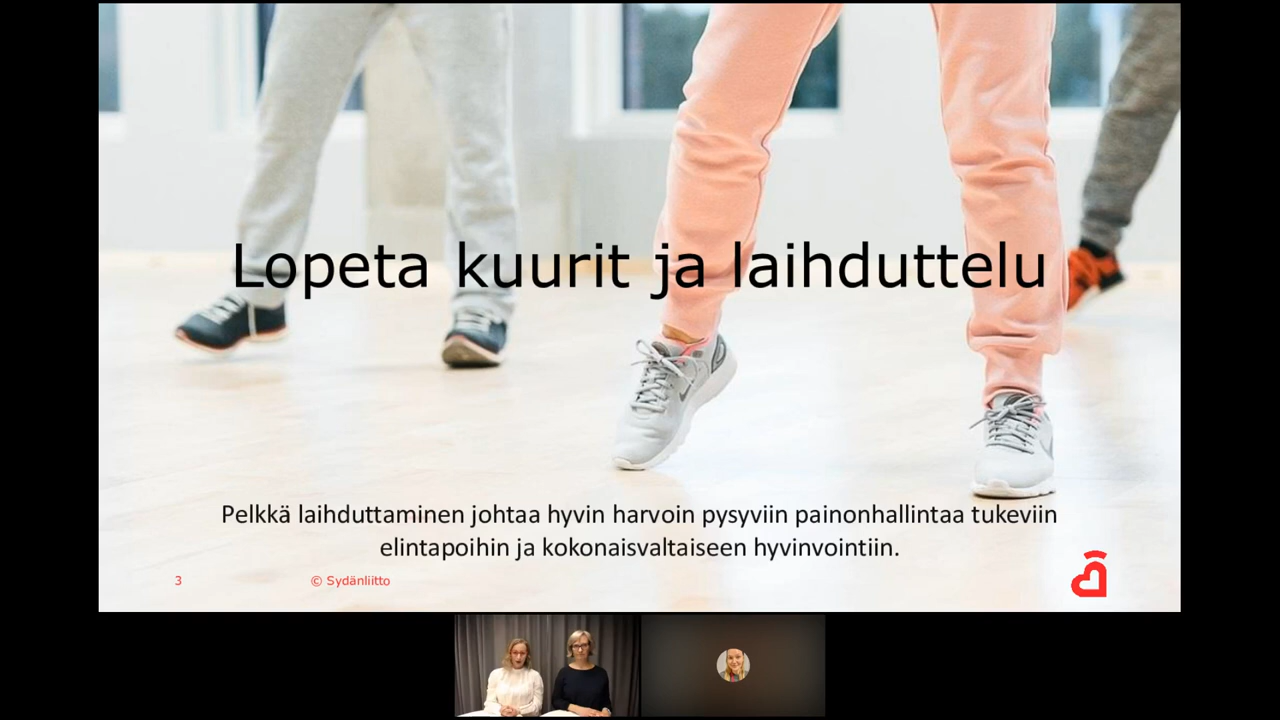 Lopeta kuurit ja laihduttelu
Pelkkä laihduttaminen johtaa hyvin harvoin pysyviin painonhallintaa tukeviin
elintapoihin ja kokonaisvaltaiseen hyvinvointiin.
3
© Sydänliitto